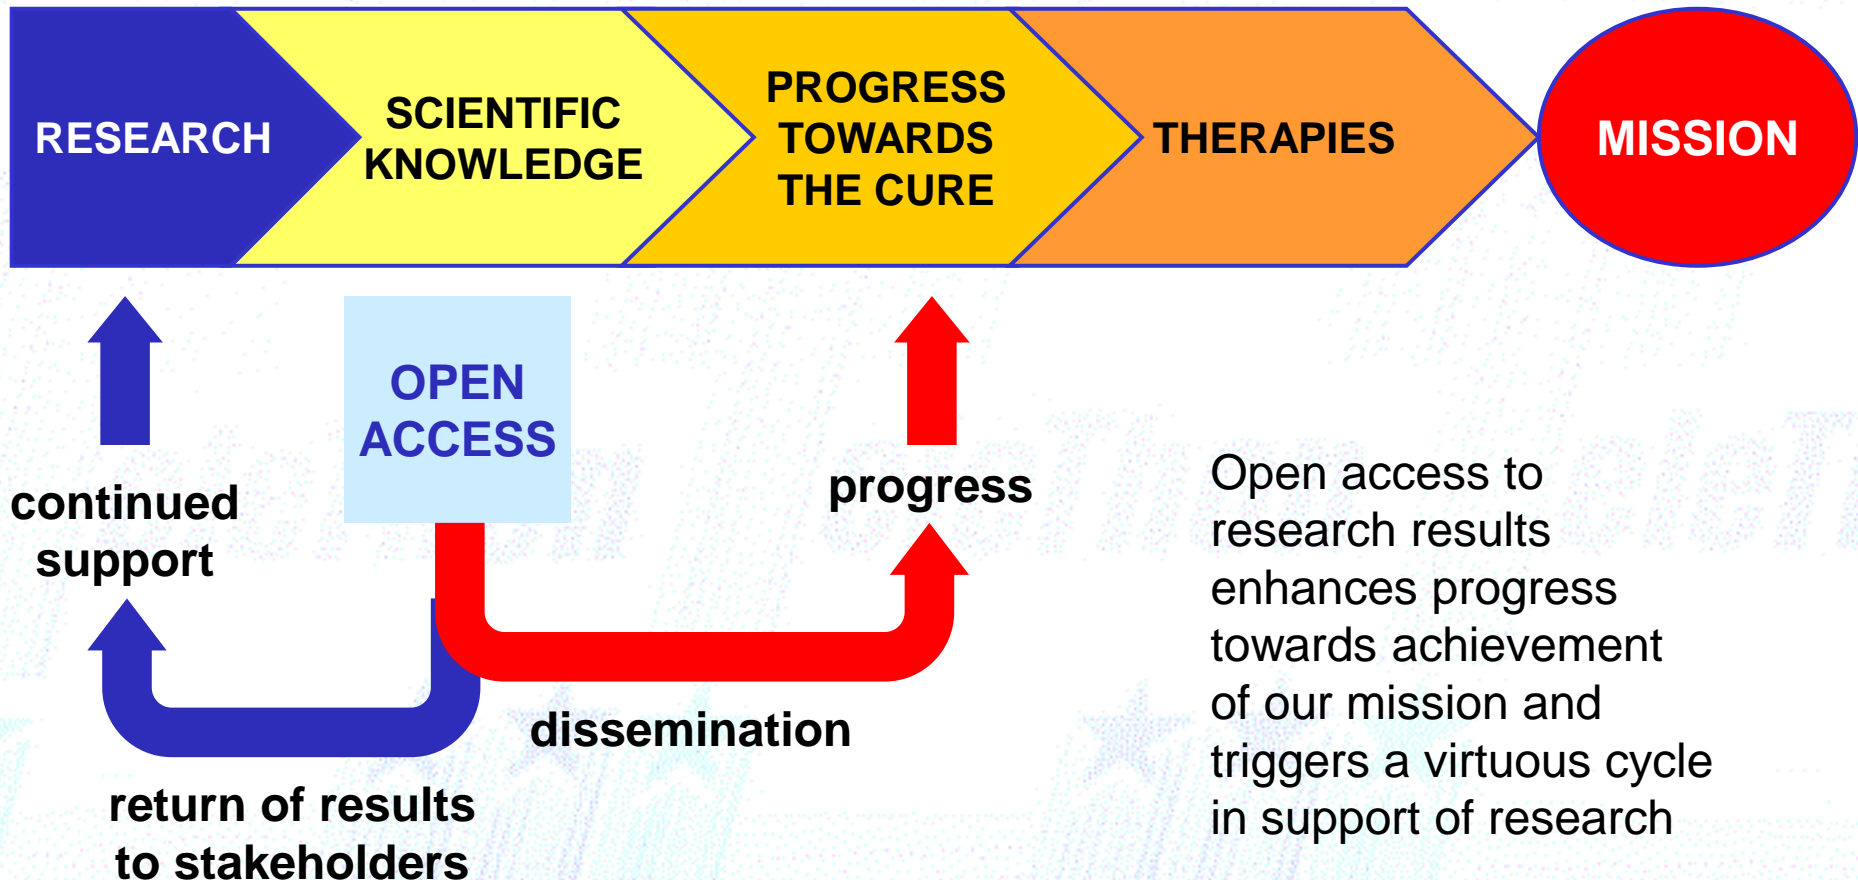 RESEARCH
SCIENTIFIC
KNOWLEDGE
PROGRESS
TOWARDS
THE CURE
THERAPIES
MISSION
OPEN
ACCESS
continued
support
progress
dissemination
return of results
to stakeholders
Open access to
research results
enhances progress
towards achievement
of our mission and
triggers a virtuous cycle
in support of research